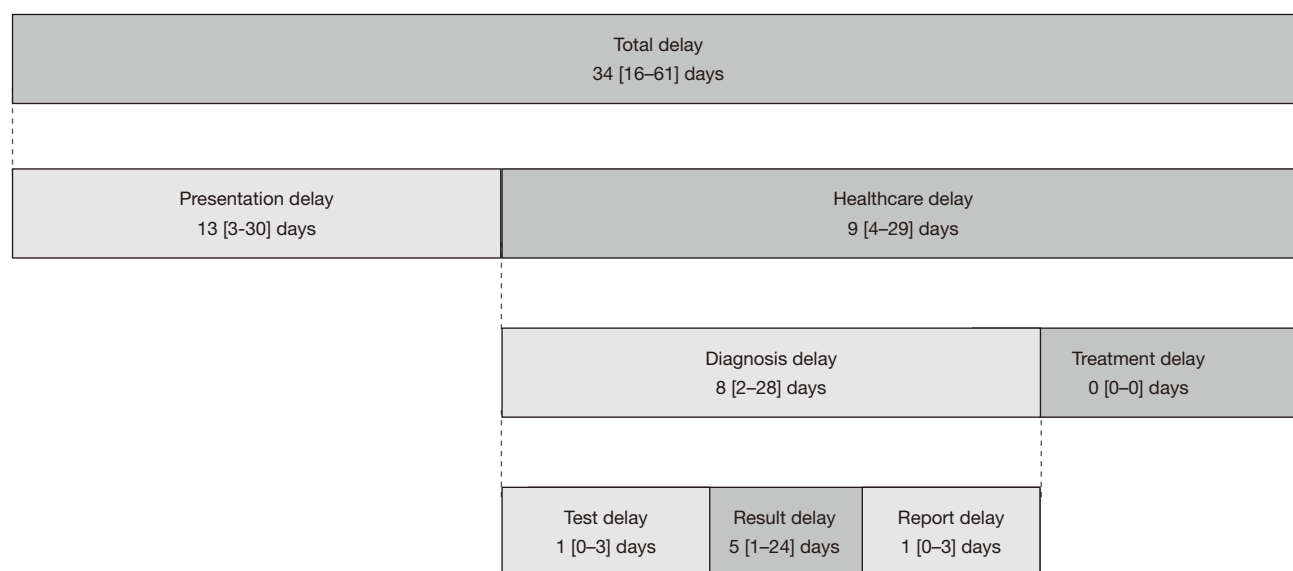 Total delay
34 [16–61] days
Presentation delay
13 [3-30] days
Healthcare delay
9 [4–29] days
Diagnosis delay
8 [2–28] days
Treatment delay
0 [0–0] days
Test delay
1 [0–3] days
Result delay
5 [1–24] days
Report delay
1 [0–3] days